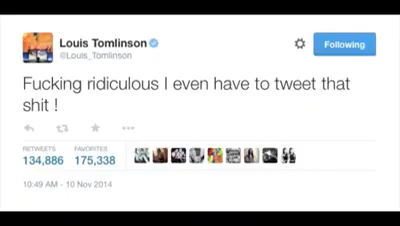 Louis Tomlinson
@Louis_Tomlinson
Following
Fucking ridiculous I even have to tweet that
shit !
RETWEETS FAVORITES
134,886 175,338
10:49 AM - 10 Nov 2014